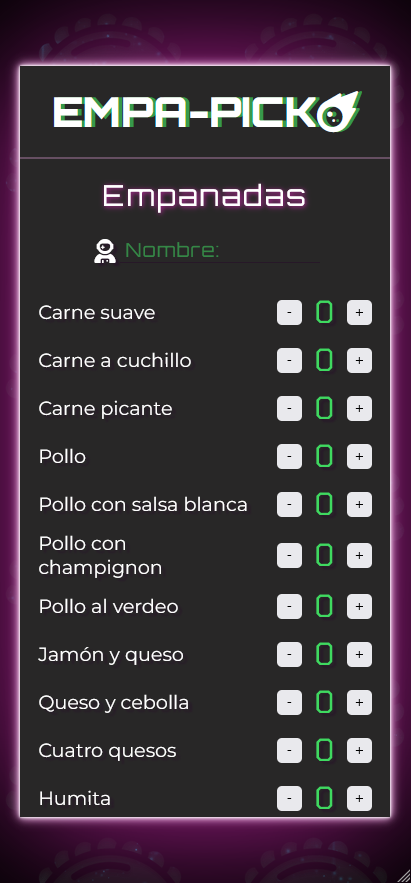 EMPA-PICK
Empanadas
Nombre:
Carne suave - 0 +
Carne a cuchillo - 0 +
Carne picante - 0 +
Pollo - 0 +
Pollo con salsa blanca - 0 +
Pollo con
champignon - 0 +
Pollo al verdeo - 0 +
Jamón y queso - 0 +
Queso y cebolla - 0 +
Cuatro quesos - 0 +
Humita - 0 +